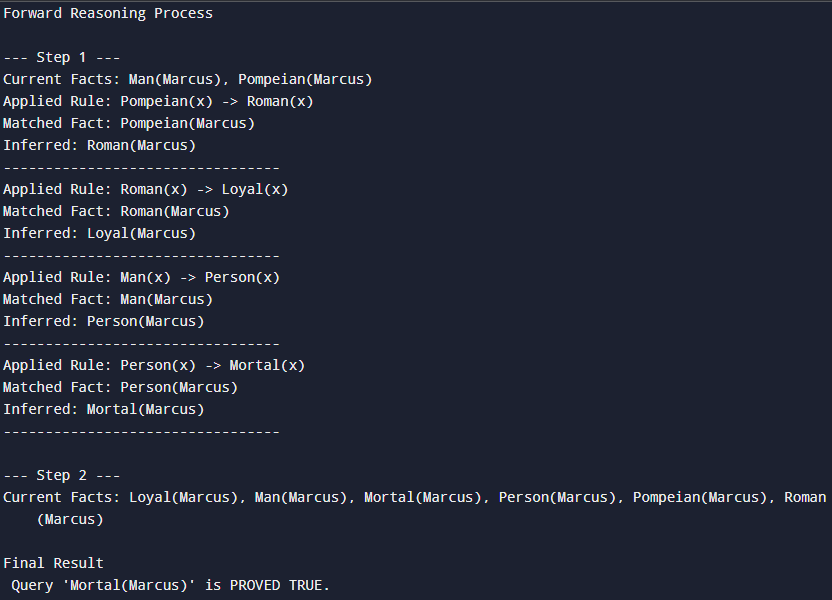 Forward Reasoning Process

--- Step 1 ---
Current Facts: Man(Marcus), Pompeian(Marcus)
Applied Rule: Pompeian(x) -> Roman(x)
Matched Fact: Pompeian(Marcus)
Inferred: Roman(Marcus)
---------------------------------
Applied Rule: Roman(x) -> Loyal(x)
Matched Fact: Roman(Marcus)
Inferred: Loyal(Marcus)
---------------------------------
Applied Rule: Man(x) -> Person(x)
Matched Fact: Man(Marcus)
Inferred: Person(Marcus)
---------------------------------
Applied Rule: Person(x) -> Mortal(x)
Matched Fact: Person(Marcus)
Inferred: Mortal(Marcus)
---------------------------------

--- Step 2 ---
Current Facts: Loyal(Marcus), Man(Marcus), Mortal(Marcus), Person(Marcus), Pompeian(Marcus), Roman
    (Marcus)

Final Result
 Query 'Mortal(Marcus)' is PROVED TRUE.